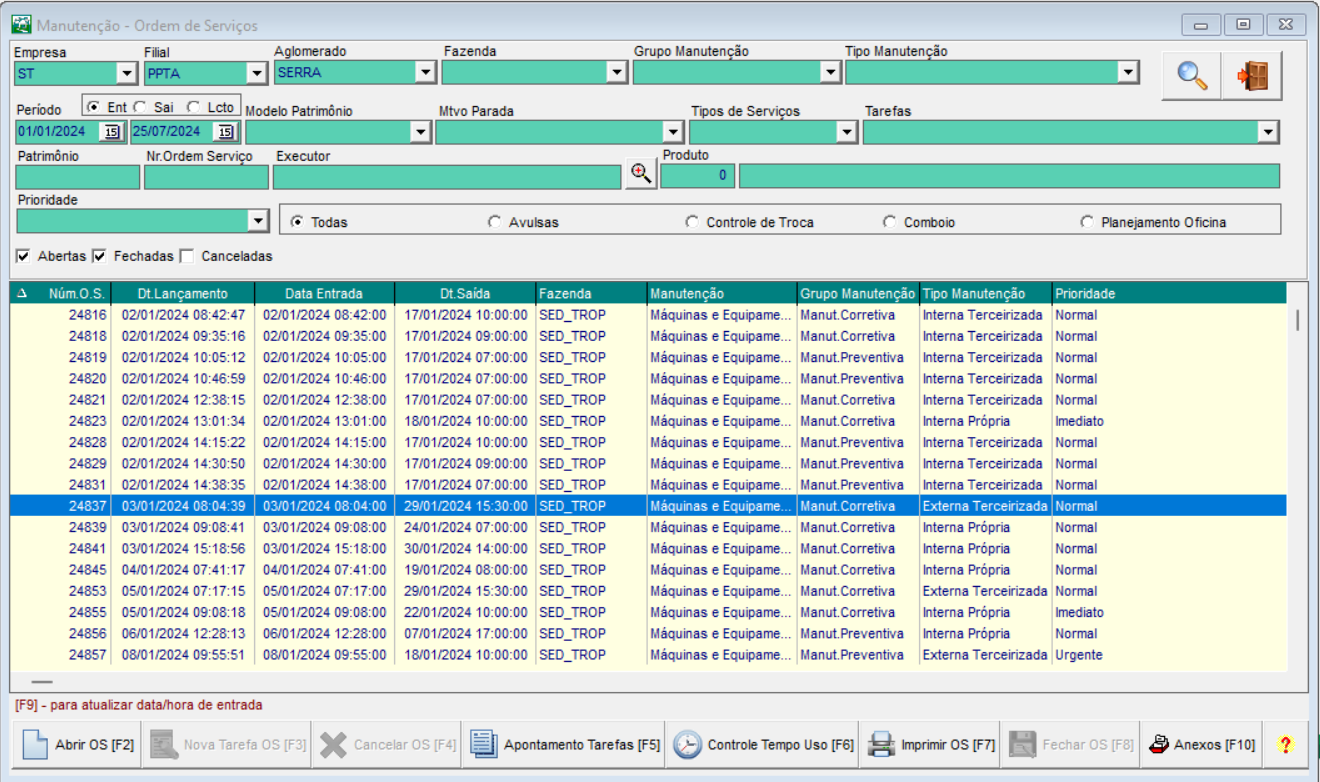 Manutenção - Ordem de Serviços
Empresa Filial Aglomerado Fazenda Grupo Manutenção Tipo Manutenção
ST PPTA SERRA
Período Ent Sai Lcto Modelo Patrimônio Mtvo Parada Tipos de Serviços Tarefas
01/01/2024 15 25/07/2024 15
Patrimônio Nr.Ordem Serviço Executor Produto
0
Prioridade
Todas Avulsas Controle de Troca Comboio Planejamento Oficina
Abertas Fechadas Canceladas
Núm.O.S. Dt.Lançamento Data Entrada Dt.Saída Fazenda Manutenção Grupo Manutenção Tipo Manutenção Prioridade
24816 02/01/2024 08:42:47 02/01/2024 08:42:00 17/01/2024 10:00:00 SED_TROP Máquinas e Equipame... Manut.Corretiva Interna Terceirizada Normal
24818 02/01/2024 09:35:16 02/01/2024 09:35:00 17/01/2024 09:00:00 SED_TROP Máquinas e Equipame... Manut.Corretiva Interna Terceirizada Normal
24819 02/01/2024 10:05:12 02/01/2024 10:05:00 17/01/2024 07:00:00 SED_TROP Máquinas e Equipame... Manut.Preventiva Interna Terceirizada Normal
24820 02/01/2024 10:46:59 02/01/2024 10:46:00 17/01/2024 07:00:00 SED_TROP Máquinas e Equipame... Manut.Preventiva Interna Terceirizada Normal
24821 02/01/2024 12:38:15 02/01/2024 12:38:00 17/01/2024 07:00:00 SED_TROP Máquinas e Equipame... Manut.Corretiva Interna Terceirizada Normal
24823 02/01/2024 13:01:34 02/01/2024 13:01:00 18/01/2024 10:00:00 SED_TROP Máquinas e Equipame... Manut.Corretiva Interna Própria Imediato
24828 02/01/2024 14:15:22 02/01/2024 14:15:00 17/01/2024 10:00:00 SED_TROP Máquinas e Equipame... Manut.Preventiva Interna Terceirizada Normal
24829 02/01/2024 14:30:50 02/01/2024 14:30:00 17/01/2024 09:00:00 SED_TROP Máquinas e Equipame... Manut.Preventiva Interna Terceirizada Normal
24831 02/01/2024 14:38:35 02/01/2024 14:38:00 17/01/2024 07:00:00 SED_TROP Máquinas e Equipame... Manut.Preventiva Interna Terceirizada Normal
24837 03/01/2024 08:04:39 03/01/2024 08:04:00 29/01/2024 15:30:00 SED_TROP Máquinas e Equipame... Manut.Corretiva Externa Terceirizada Normal
24839 03/01/2024 09:08:41 03/01/2024 09:08:00 24/01/2024 07:00:00 SED_TROP Máquinas e Equipame... Manut.Corretiva Interna Própria Normal
24841 03/01/2024 15:18:56 03/01/2024 15:18:00 30/01/2024 14:00:00 SED_TROP Máquinas e Equipame... Manut.Corretiva Interna Própria Normal
24845 04/01/2024 07:41:17 04/01/2024 07:41:00 19/01/2024 08:00:00 SED_TROP Máquinas e Equipame... Manut.Corretiva Interna Própria Normal
24853 05/01/2024 07:17:15 05/01/2024 07:17:00 29/01/2024 15:30:00 SED_TROP Máquinas e Equipame... Manut.Corretiva Externa Terceirizada Normal
24855 05/01/2024 09:08:18 05/01/2024 09:08:00 22/01/2024 10:00:00 SED_TROP Máquinas e Equipame... Manut.Corretiva Interna Própria Imediato
24856 06/01/2024 12:28:13 06/01/2024 12:28:00 07/01/2024 17:00:00 SED_TROP Máquinas e Equipame... Manut.Preventiva Interna Própria Normal
24857 08/01/2024 09:55:51 08/01/2024 09:55:00 18/01/2024 10:00:00 SED_TROP Máquinas e Equipame... Manut.Preventiva Externa Terceirizada Urgente
[F9] - para atualizar data/hora de entrada
Abrir OS [F2] Nova Tarefa OS [F3] Cancelar OS [F4] Apontamento Tarefas [F5] Controle Tempo Uso [F6] Imprimir OS [F7] Fechar OS [F8] Anexos [F10] ?